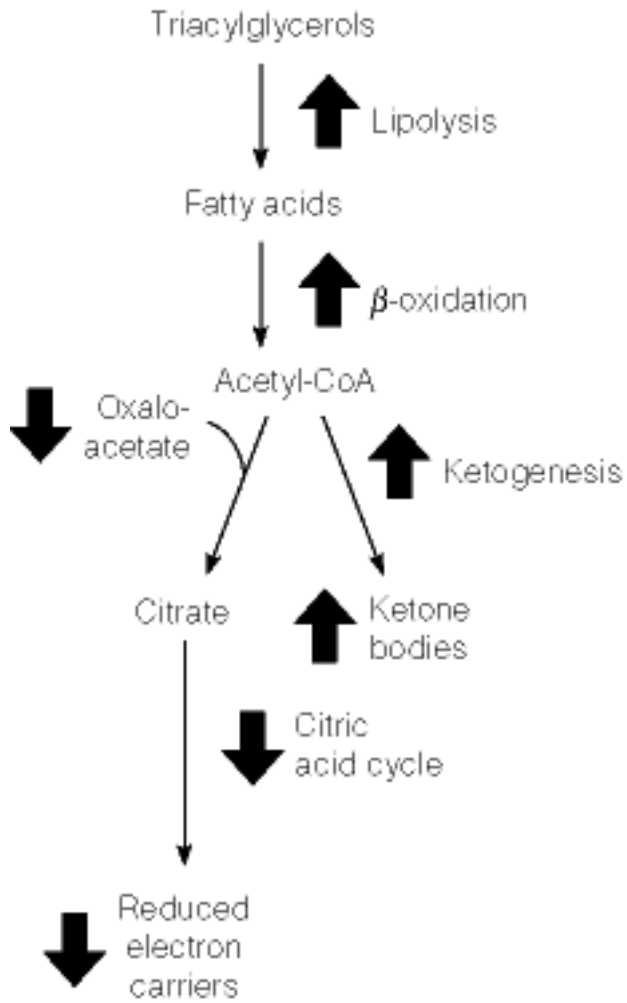 Triacylglycerols
Lipolysis
Fatty acids
β-oxidation
Acetyl-CoA
Oxalo-
acetate
Ketogenesis
Citrate
Ketone
bodies
Citric
acid cycle
Reduced
electron
carriers